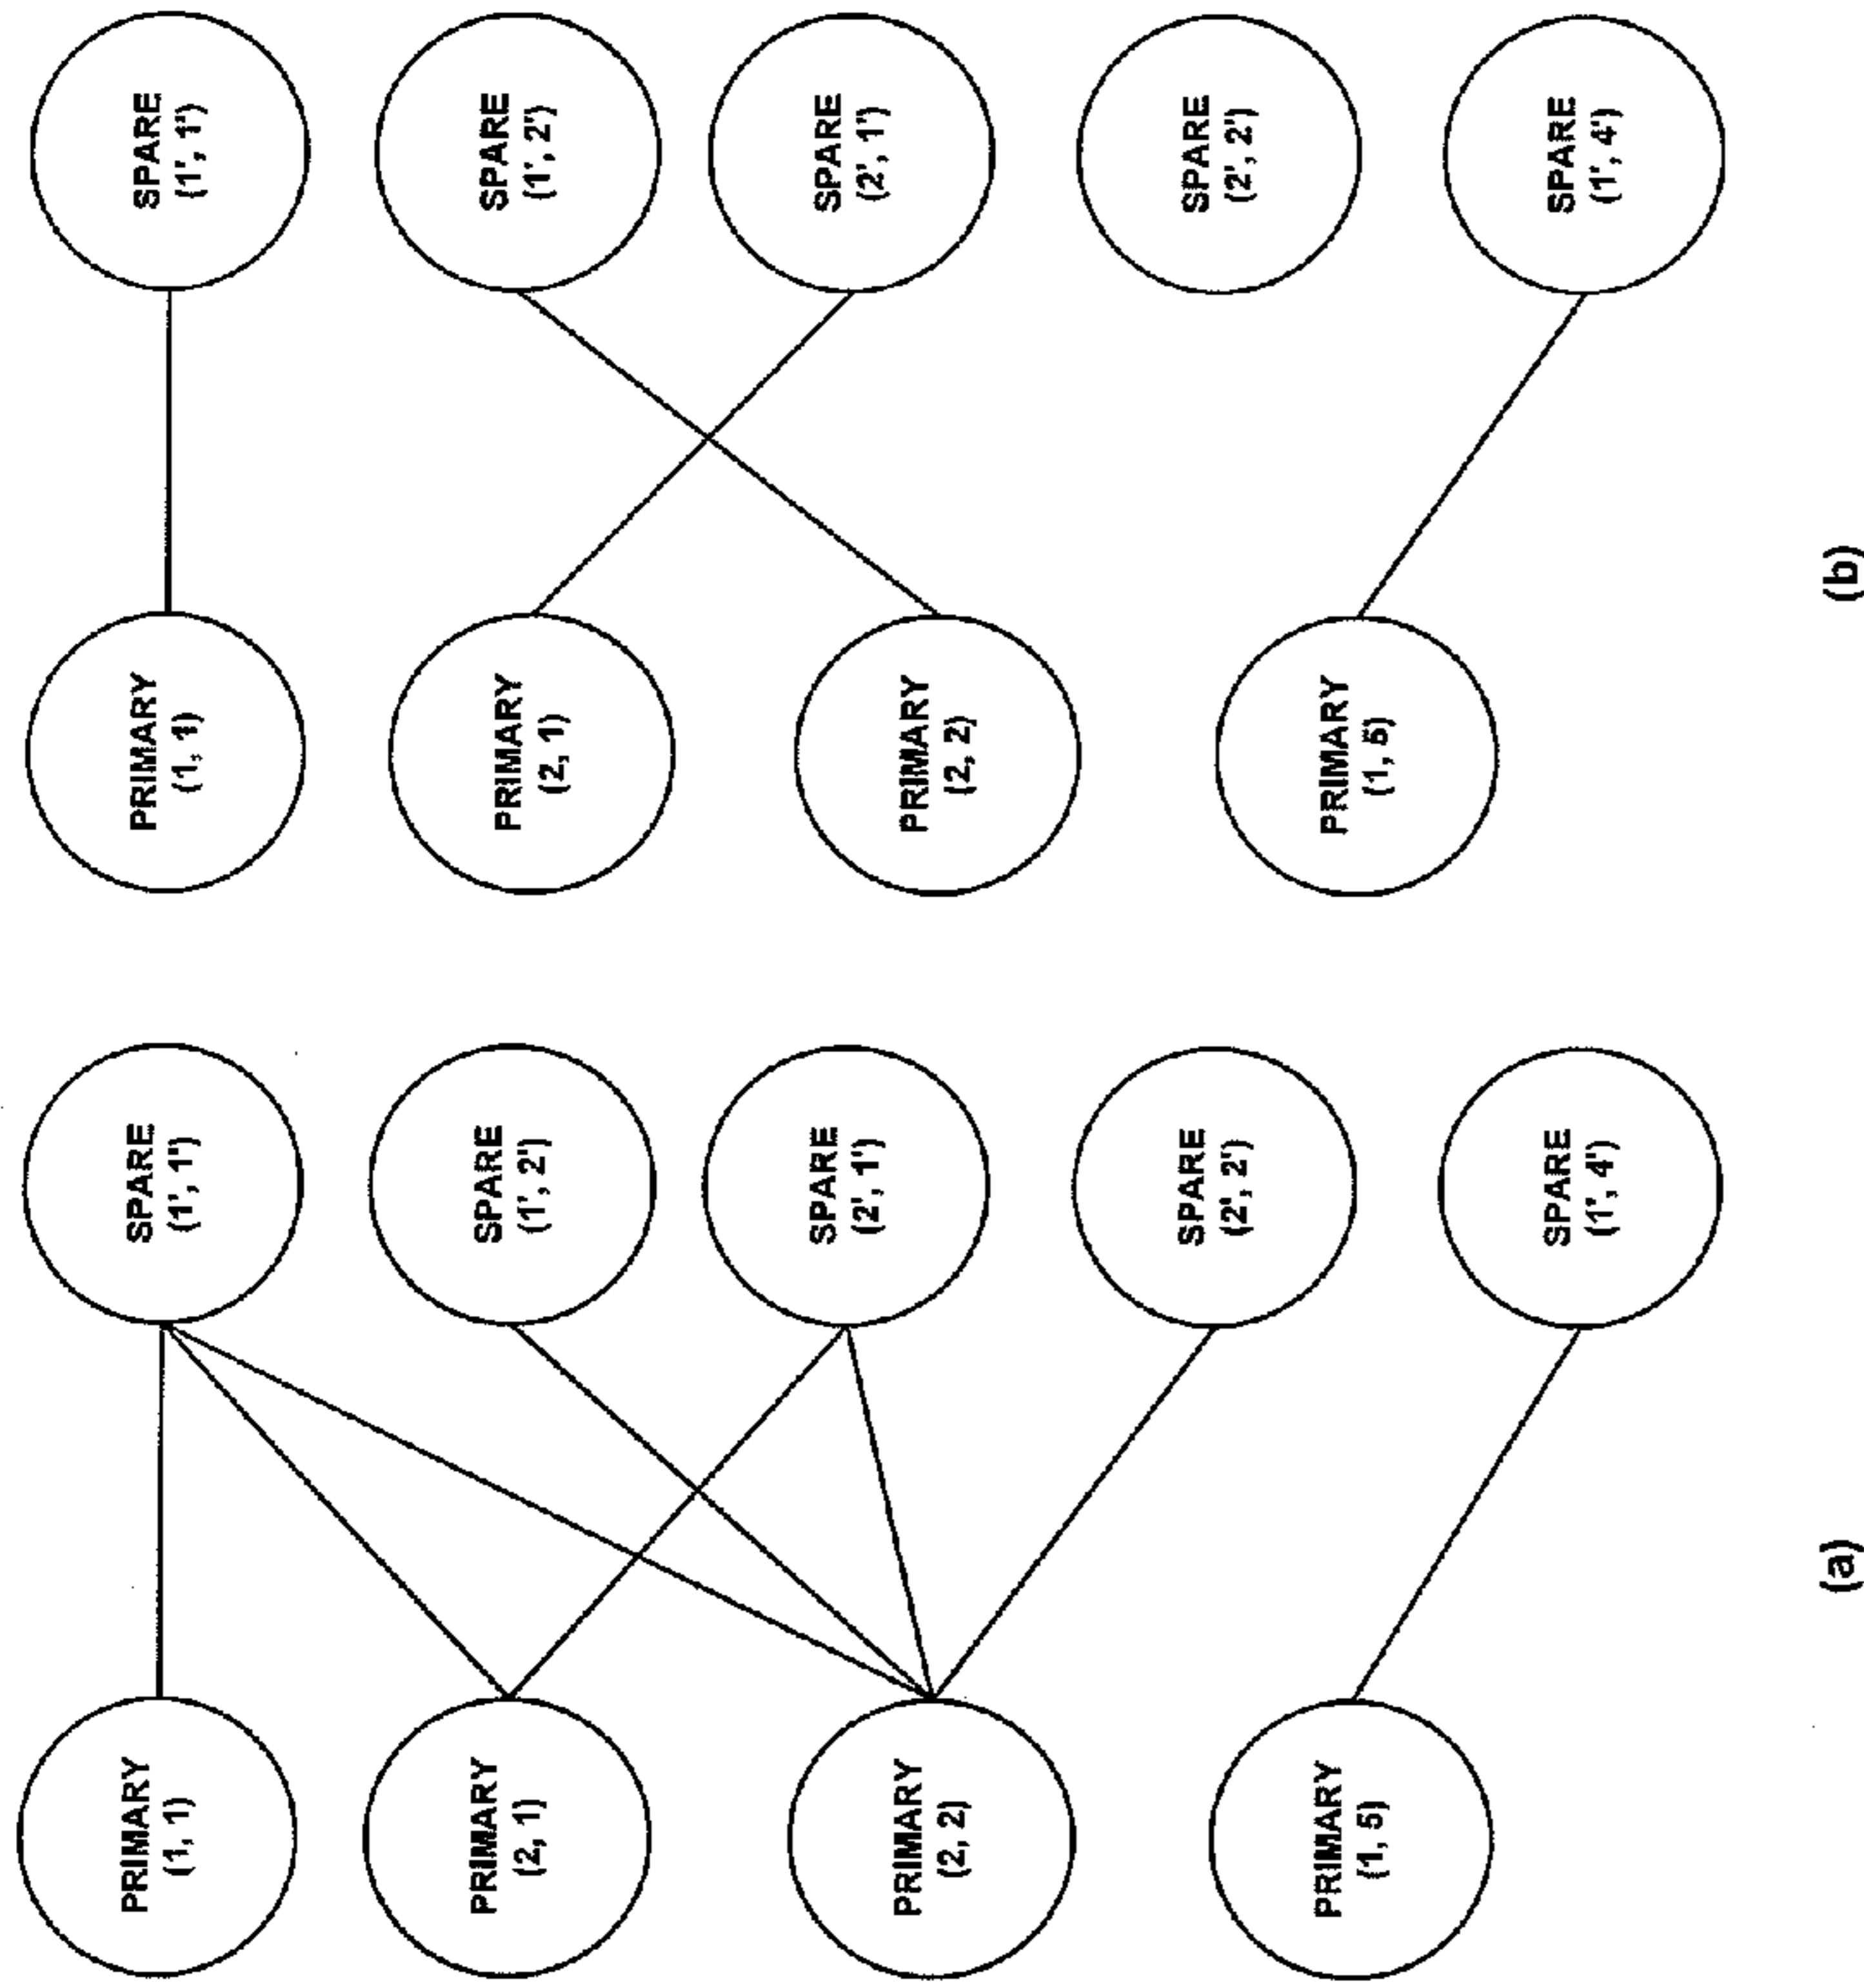 PRIMARY
(1, 1)
SPARE
(1', 1')
PRIMARY
(2, 1)
SPARE
(1', 2')
PRIMARY
(2, 2)
SPARE
(2', 1')
SPARE
(2', 2')
PRIMARY
(1, 5)
SPARE
(1', 4')
(a)
PRIMARY
(1, 1)
SPARE
(1', 1')
PRIMARY
(2, 1)
SPARE
(1', 2')
PRIMARY
(2, 2)
SPARE
(2', 1')
SPARE
(2', 2')
PRIMARY
(1, 5)
SPARE
(1', 4')
(b)